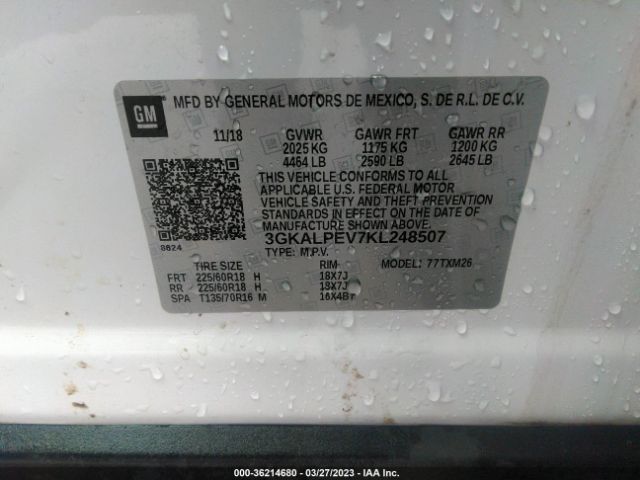 GM
MFD BY GENERAL MOTORS DE MEXICO, S. DE R.L. DE C.V.
11/18 GVWR GAWR FRT GAWR RR
2025 KG 1175 KG 1200 KG
4464 LB 2590 LB 2645 LB
THIS VEHICLE CONFORMS TO ALL
APPLICABLE U.S. FEDERAL MOTOR
VEHICLE SAFETY AND THEFT PREVENTION
STANDARDS IN EFFECT ON THE DATE OF
MANUFACTURE SHOWN ABOVE.
3GKALPEV7KL248507
8624
TYPE: M.P.V. MODEL: 77TXM26
TIRE SIZE RIM
FRT 225/60R18 H 18X7J
RR 225/60R18 H 18X7J
SPA T135/70R16 M 16X4BT
000-36214680 — 03/27/2023 — IAA Inc.